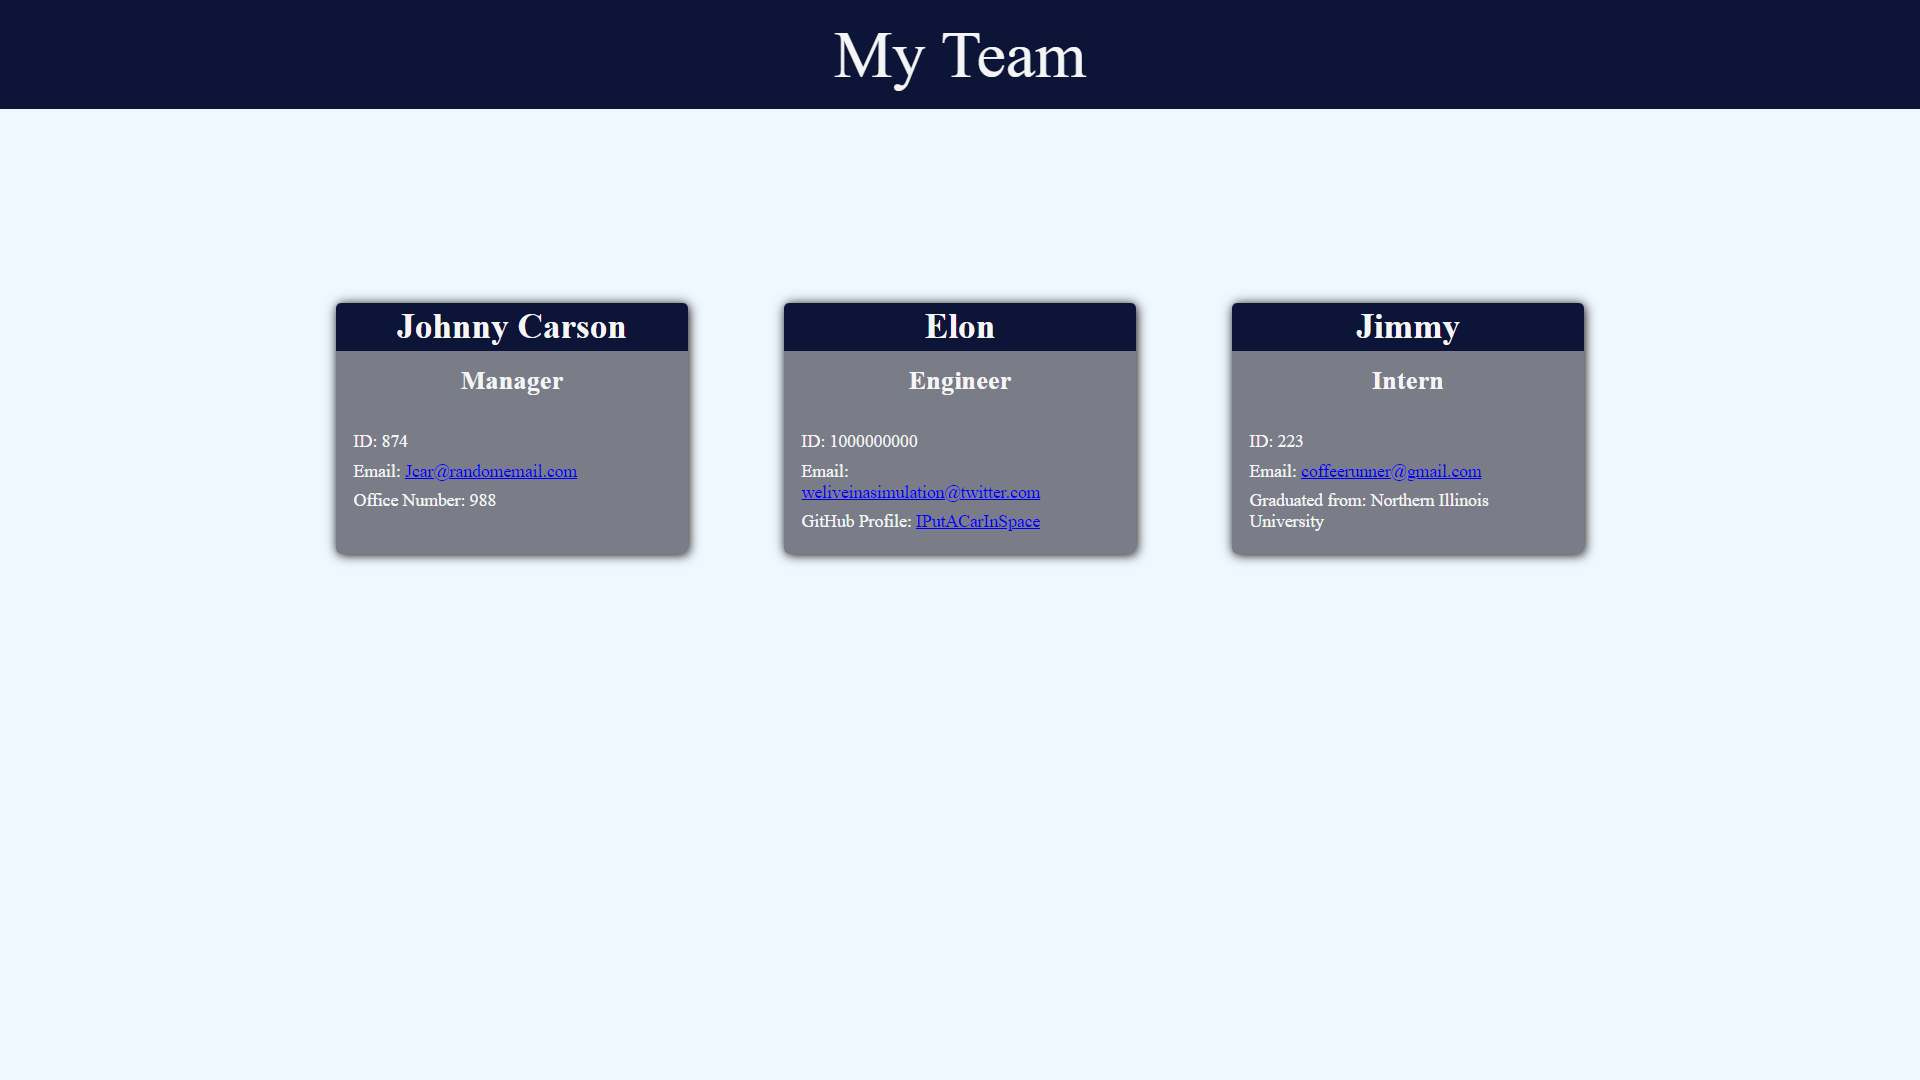 My Team
Johnny Carson
Manager
ID: 874
Email: Jcar@randomemail.com
Office Number: 988
Elon
Engineer
ID: 1000000000
Email:
weliveinasimulation@twitter.com
GitHub Profile: IPutACarInSpace
Jimmy
Intern
ID: 223
Email: coffeerunner@gmail.com
Graduated from: Northern Illinois
University